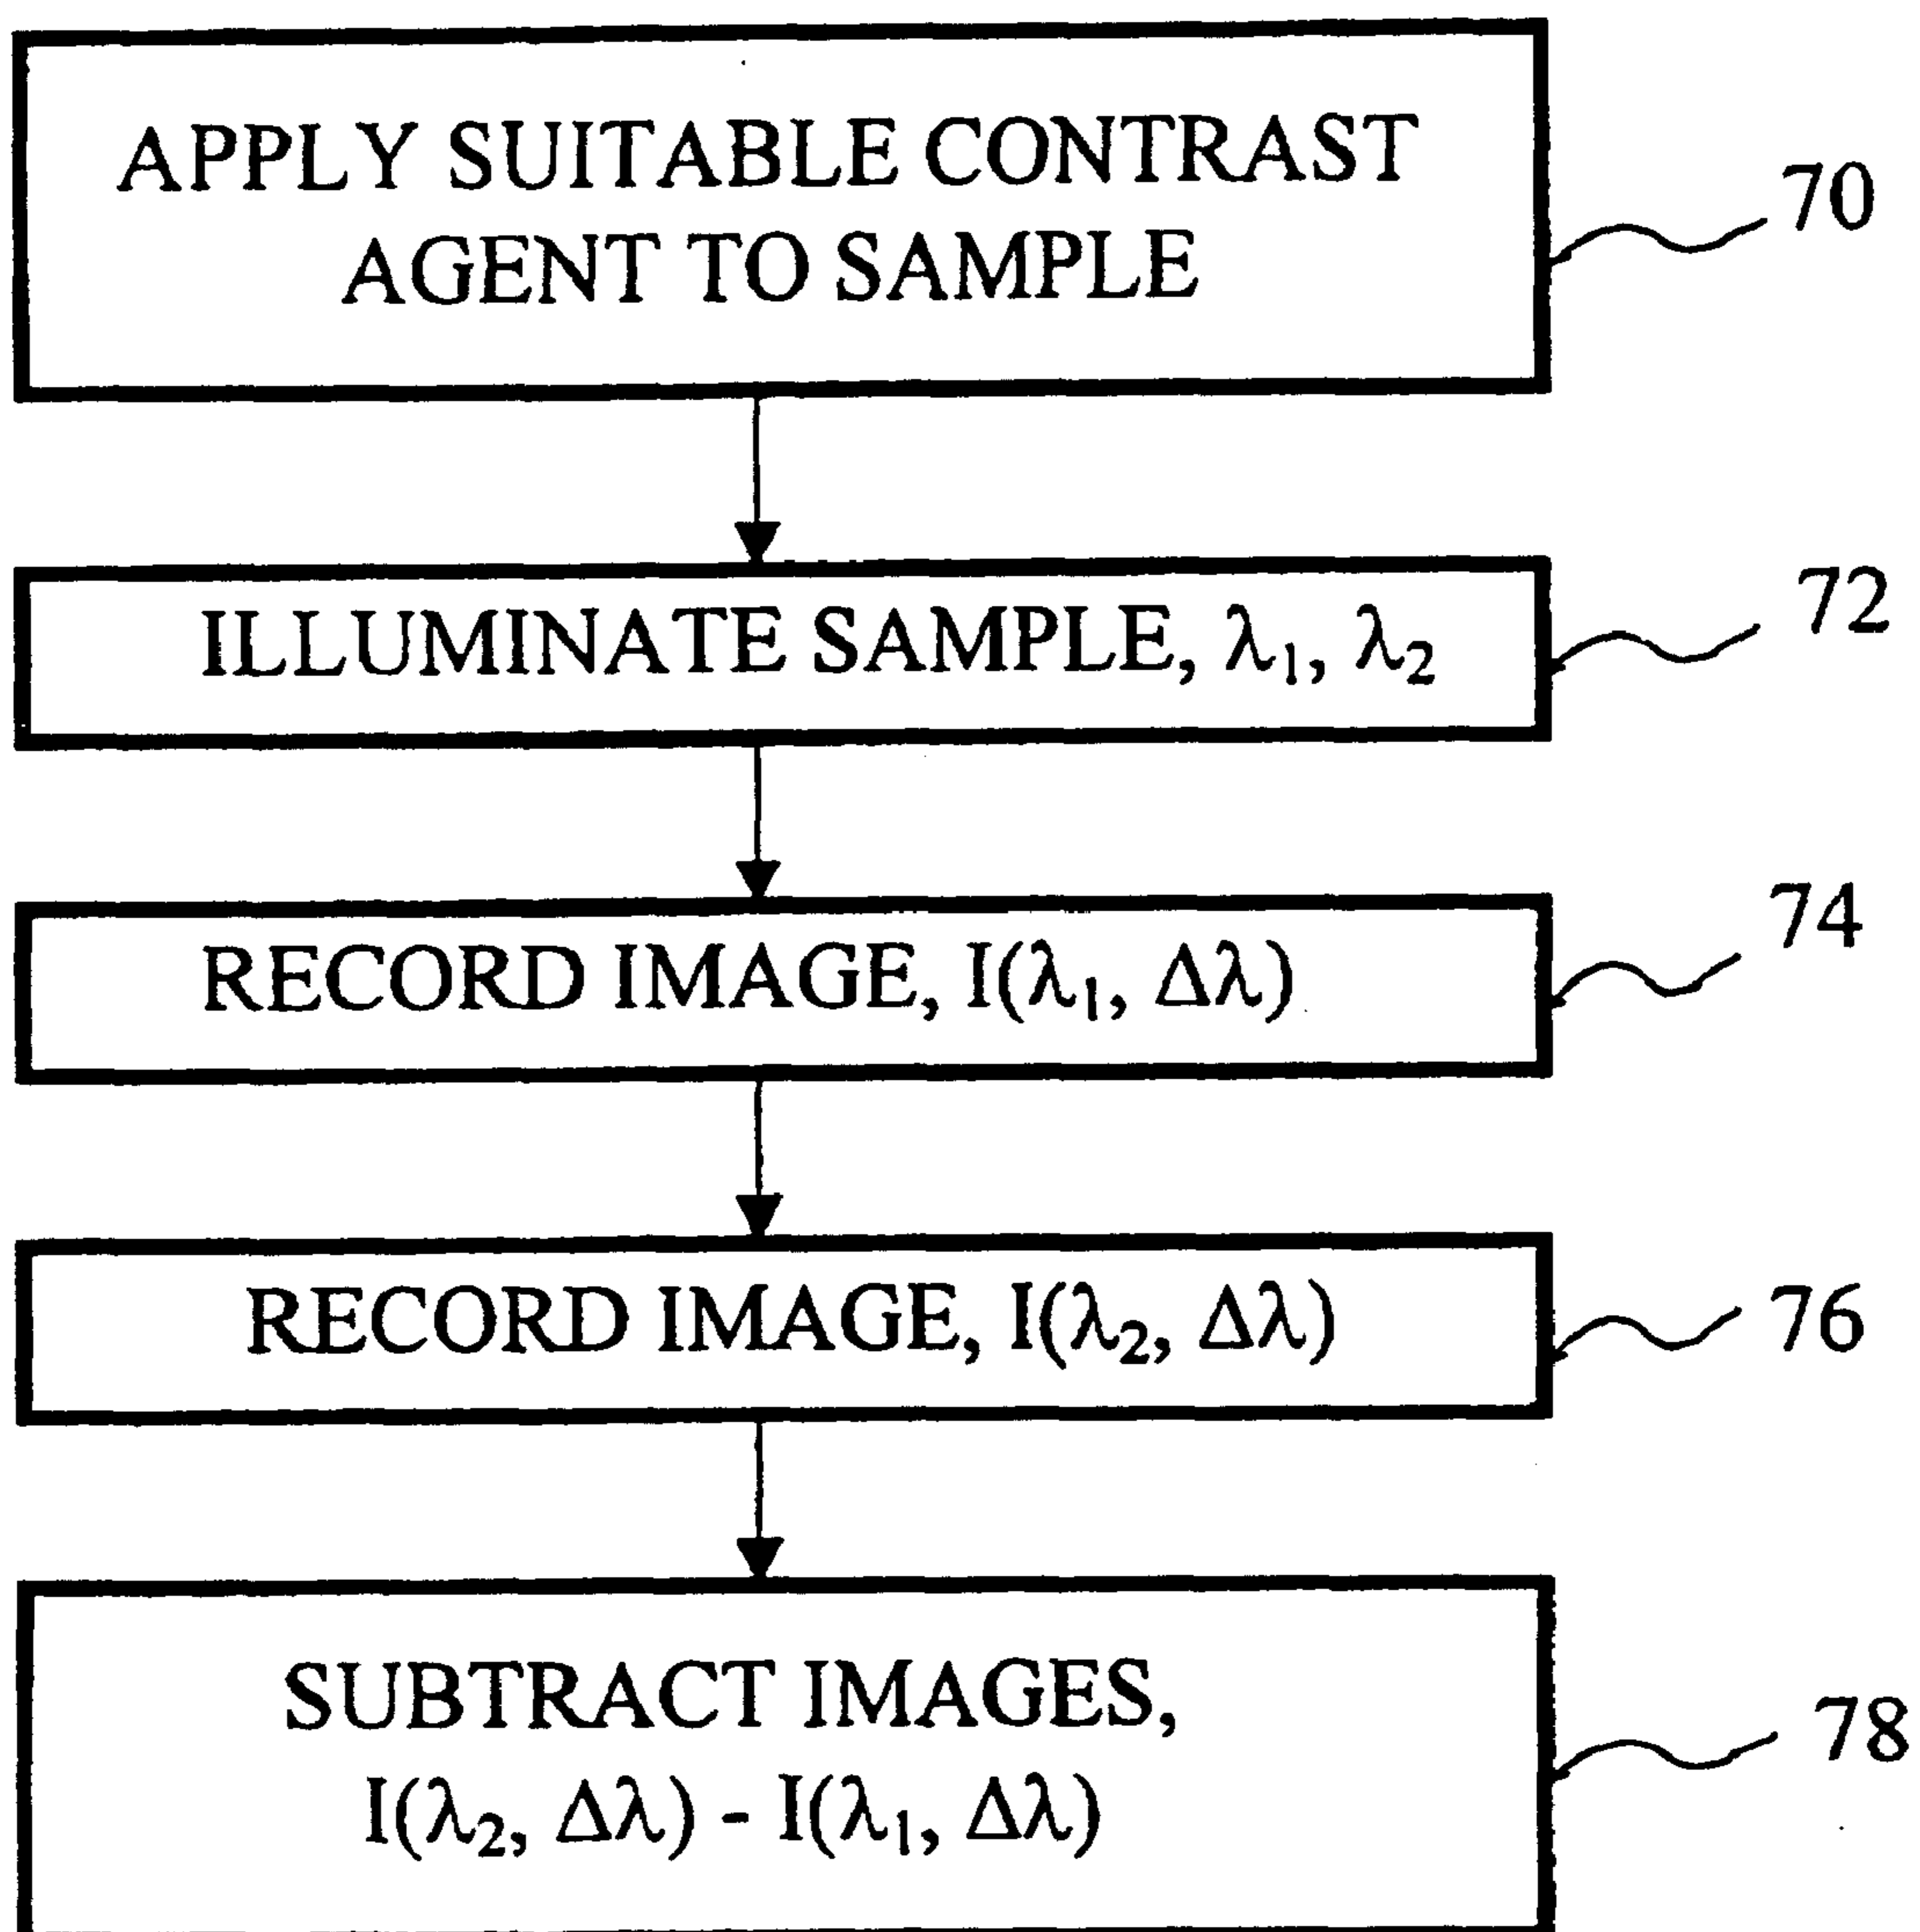 APPLY SUITABLE CONTRAST
AGENT TO SAMPLE
70
ILLUMINATE SAMPLE, λ₁, λ₂
72
RECORD IMAGE, I(λ₁, Δλ)
74
RECORD IMAGE, I(λ₂, Δλ)
76
SUBTRACT IMAGES,
I(λ₂, Δλ) - I(λ₁, Δλ)
78